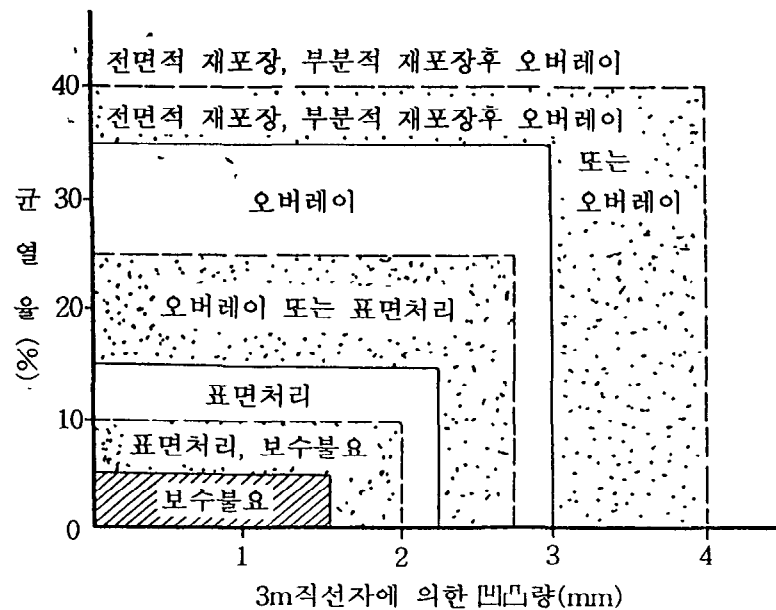 전면적 재포장, 부분적 재포장후 오버레이
40
전면적 재포장, 부분적 재포장후 오버레이
또는
오버레이
30
오버레이
균열율(%)
20
오버레이 또는 표면처리
표면처리
10
표면처리, 보수불요
보수불요
0
1 2 3 4
3m직선자에 의한 凹凸량(mm)